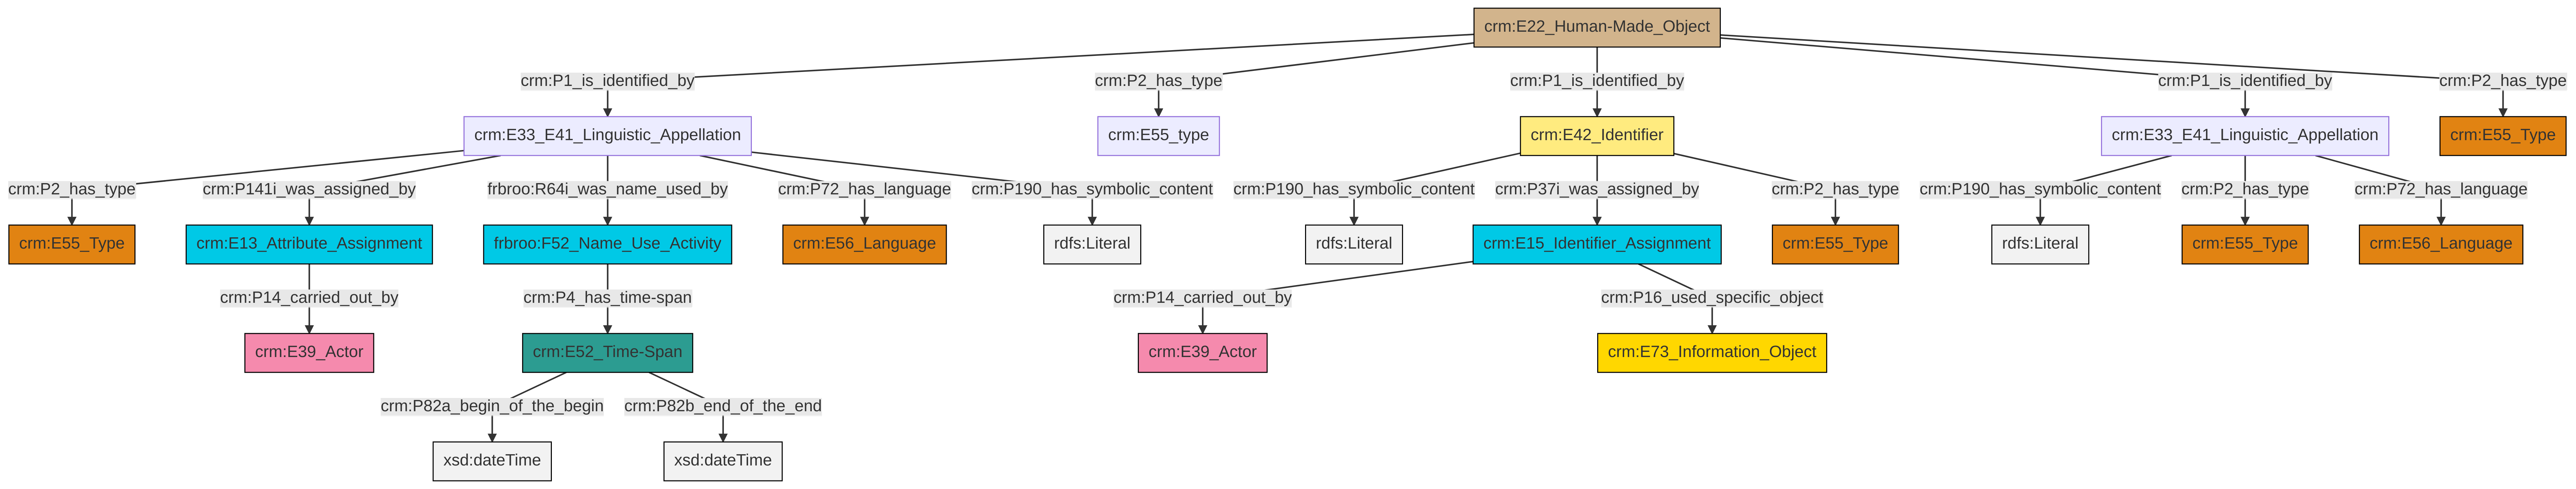 crm:E22_Human-Made_Object
crm:P1_is_identified_by
crm:P2_has_type
crm:P1_is_identified_by
crm:P1_is_identified_by
crm:P2_has_type
crm:E33_E41_Linguistic_Appellation
crm:E55_type
crm:E42_Identifier
crm:E33_E41_Linguistic_Appellation
crm:E55_Type
crm:P2_has_type
crm:P141i_was_assigned_by
frbroo:R64i_was_name_used_by
crm:P72_has_language
crm:P190_has_symbolic_content
crm:P190_has_symbolic_content
crm:P37i_was_assigned_by
crm:P2_has_type
crm:P190_has_symbolic_content
crm:P2_has_type
crm:P72_has_language
crm:E55_Type
crm:E13_Attribute_Assignment
frbroo:F52_Name_Use_Activity
crm:E56_Language
rdfs:Literal
rdfs:Literal
crm:E15_Identifier_Assignment
crm:E55_Type
rdfs:Literal
crm:E55_Type
crm:E56_Language
crm:P14_carried_out_by
crm:P4_has_time-span
crm:P14_carried_out_by
crm:P16_used_specific_object
crm:E39_Actor
crm:E52_Time-Span
crm:E39_Actor
crm:E73_Information_Object
crm:P82a_begin_of_the_begin
crm:P82b_end_of_the_end
xsd:dateTime
xsd:dateTime